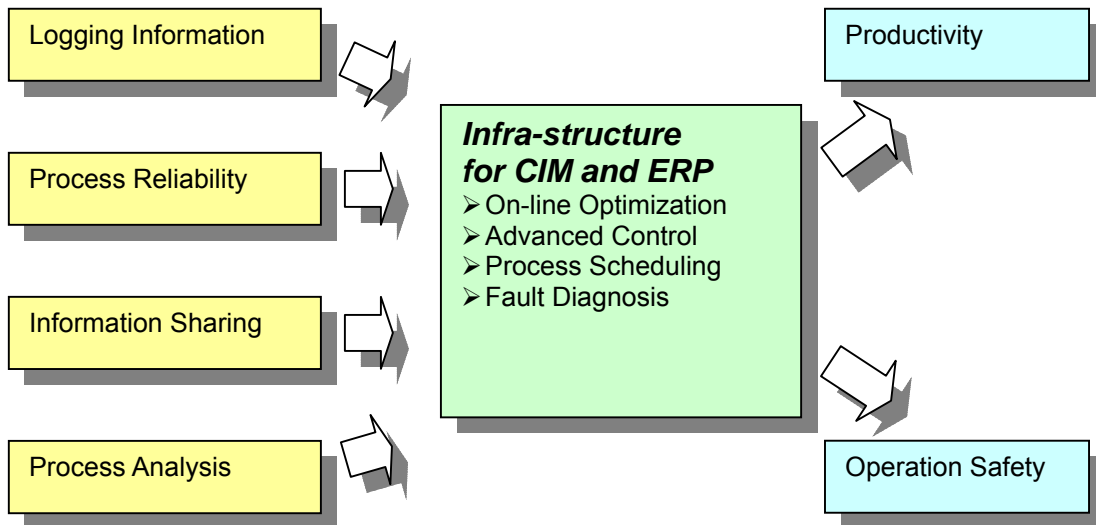 Logging Information
Process Reliability
Information Sharing
Process Analysis
Infra-structure
for CIM and ERP
➢ On-line Optimization
➢ Advanced Control
➢ Process Scheduling
➢ Fault Diagnosis
Productivity
Operation Safety